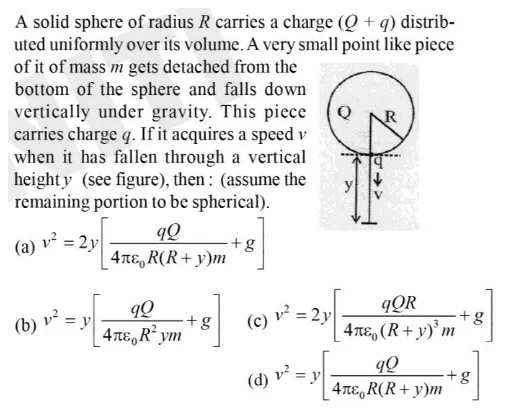 A solid sphere of radius R carries a charge (Q + q) distrib-
uted uniformly over its volume. A very small point like piece
of it of mass m gets detached from the
bottom of the sphere and falls down
vertically under gravity. This piece
carries charge q. If it acquires a speed v
when it has fallen through a vertical
height y (see figure), then : (assume the
remaining portion to be spherical).
Q
R
q
y
v
(a) v² = 2y[qQ/(4πε₀R(R + y)m) + g]
(b) v² = y[qQ/(4πε₀R²ym) + g]
(c) v² = 2y[qQR/(4πε₀(R + y)³m) + g]
(d) v² = y[qQ/(4πε₀R(R + y)m) + g]